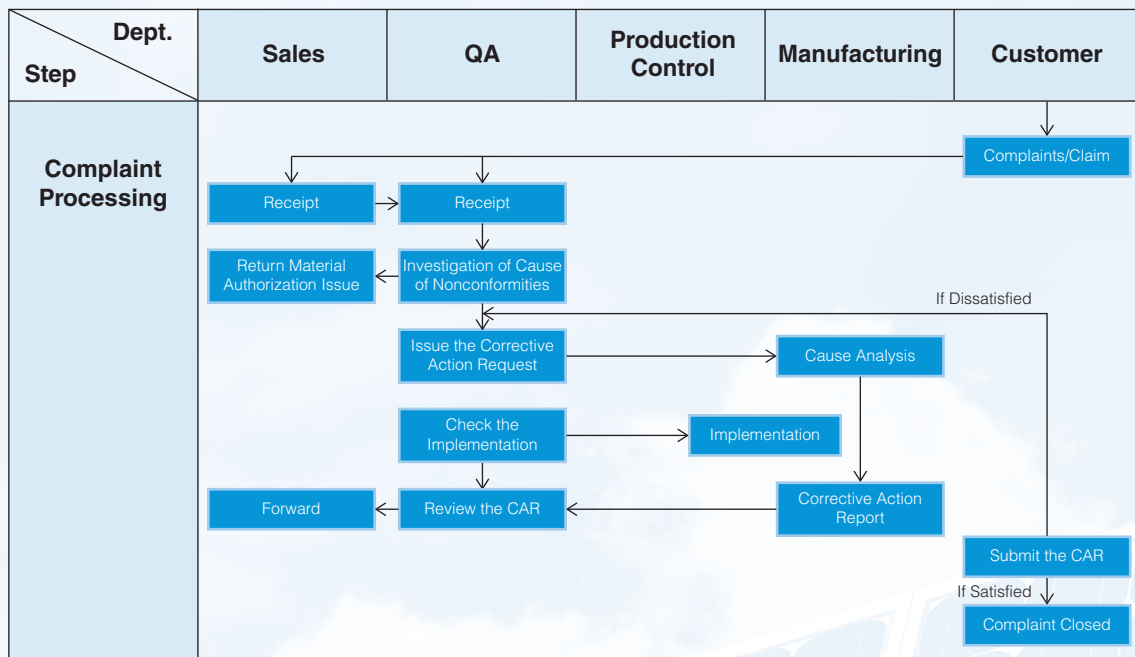 Dept.
Step
Sales
QA
Production
Control
Manufacturing
Customer
Complaint
Processing
Complaints/Claim
Receipt
Receipt
Return Material
Authorization Issue
Investigation of Cause
of Nonconformities
If Dissatisfied
Issue the Corrective
Action Request
Cause Analysis
Check the
Implementation
Implementation
Forward
Review the CAR
Corrective Action
Report
Submit the CAR
If Satisfied
Complaint Closed